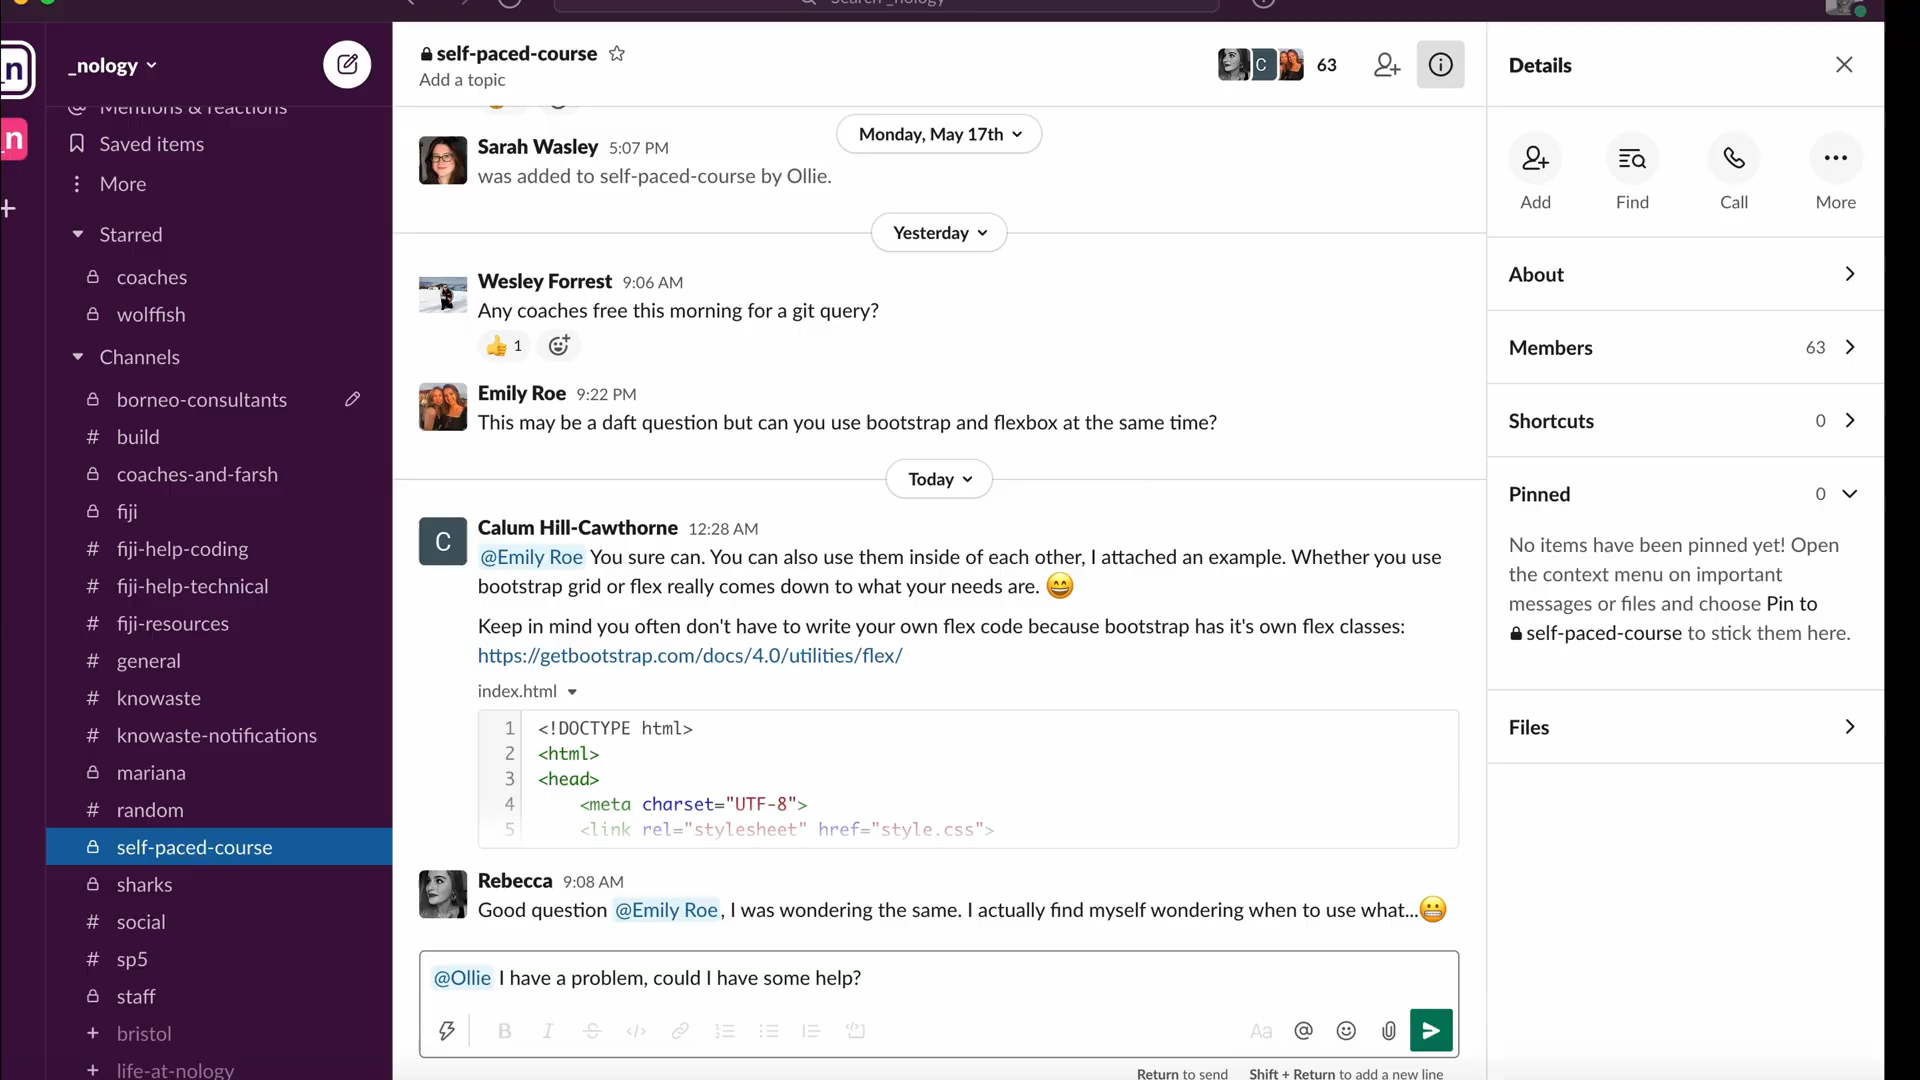 Search _nology
n
_nology
n
Mentions & reactions
Saved items
More
Starred
coaches
wolffish
Channels
borneo-consultants
# build
coaches-and-farsh
fiji
# fiji-help-coding
# fiji-help-technical
# fiji-resources
# general
# knowaste
# knowaste-notifications
mariana
# random
self-paced-course
sharks
# social
# sp5
staff
+ bristol
+ life-at-nology
self-paced-course
Add a topic
C
63
Monday, May 17th
Sarah Wasley 5:07 PM
was added to self-paced-course by Ollie.
Yesterday
Wesley Forrest 9:06 AM
Any coaches free this morning for a git query?
1
Emily Roe 9:22 PM
This may be a daft question but can you use bootstrap and flexbox at the same time?
Today
C
Calum Hill-Cawthorne 12:28 AM
@Emily Roe You sure can. You can also use them inside of each other, I attached an example. Whether you use
bootstrap grid or flex really comes down to what your needs are.
Keep in mind you often don't have to write your own flex code because bootstrap has it's own flex classes:
https://getbootstrap.com/docs/4.0/utilities/flex/
index.html
1 <!DOCTYPE html>
2 <html>
3 <head>
4 <meta charset="UTF-8">
5 <link rel="stylesheet" href="style.css">
Rebecca 9:08 AM
Good question @Emily Roe, I was wondering the same. I actually find myself wondering when to use what...
@Ollie I have a problem, could I have some help?
B I S </> Aa @
Return to send Shift + Return to add a new line
Details
Add Find Call More
About
Members 63
Shortcuts 0
Pinned 0
No items have been pinned yet! Open
the context menu on important
messages or files and choose Pin to
self-paced-course to stick them here.
Files